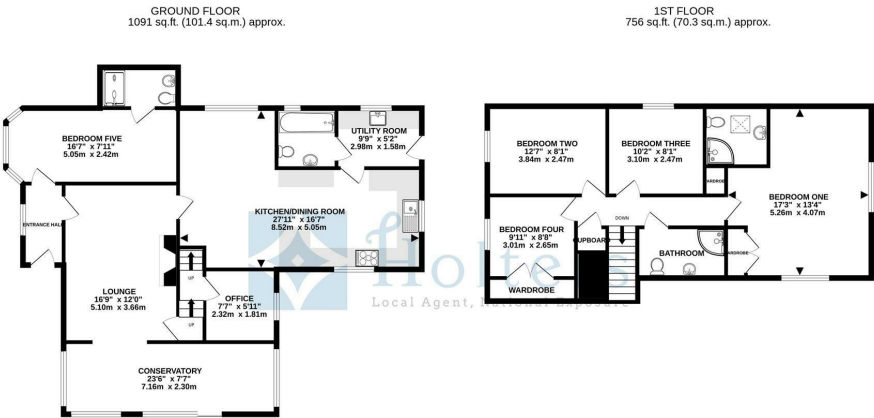 GROUND FLOOR
1091 sq.ft. (101.4 sq.m.) approx.
1ST FLOOR
756 sq.ft. (70.3 sq.m.) approx.
BEDROOM FIVE
16'7" x 7'11"
5.05m x 2.42m
UTILITY ROOM
9'9" x 5'2"
2.98m x 1.58m
ENTRANCE HALL
KITCHEN/DINING ROOM
27'11" x 16'7"
8.52m x 5.05m
LOUNGE
16'9" x 12'0"
5.10m x 3.66m
UP
UP
OFFICE
7'7" x 5'11"
2.32m x 1.81m
CONSERVATORY
23'6" x 7'7"
7.16m x 2.30m
BEDROOM TWO
12'7" x 8'1"
3.84m x 2.47m
BEDROOM THREE
10'2" x 8'1"
3.10m x 2.47m
WARDROBE
BEDROOM ONE
17'3" x 13'4"
5.26m x 4.07m
BEDROOM FOUR
9'11" x 8'8"
3.01m x 2.65m
DOWN
CUPBOARD
BATHROOM
WARDROBE
WARDROBE
Holters
Local Agent, National Exposure